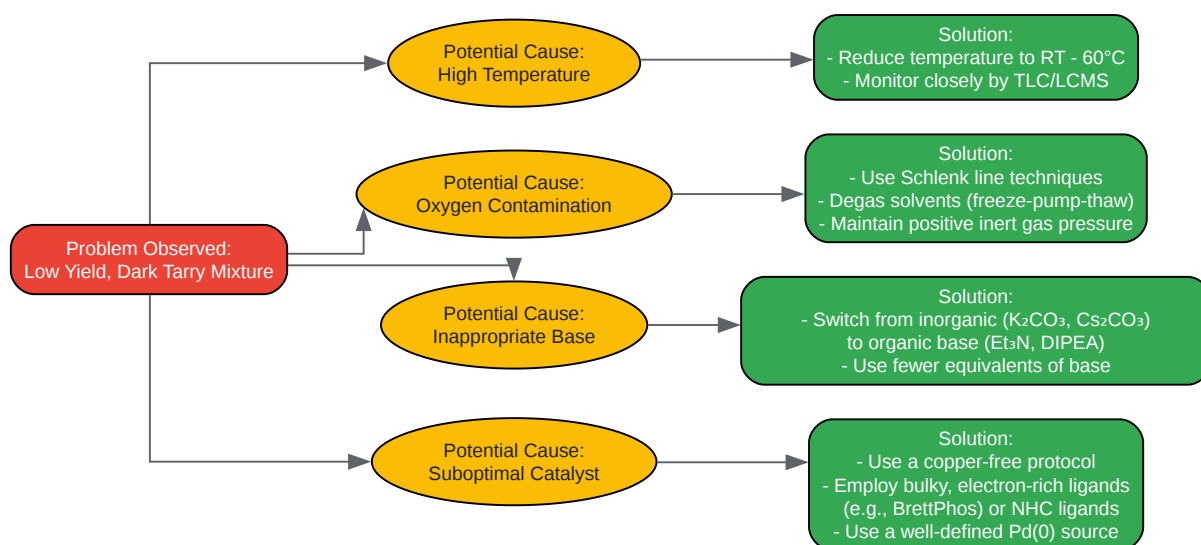 Problem Observed:
Low Yield, Dark Tarry Mixture
Potential Cause:
High Temperature
Solution:
- Reduce temperature to RT - 60°C
- Monitor closely by TLC/LCMS
Potential Cause:
Oxygen Contamination
Solution:
- Use Schlenk line techniques
- Degas solvents (freeze-pump-thaw)
- Maintain positive inert gas pressure
Potential Cause:
Inappropriate Base
Solution:
- Switch from inorganic (K₂CO₃, Cs₂CO₃)
to organic base (Et₃N, DIPEA)
- Use fewer equivalents of base
Potential Cause:
Suboptimal Catalyst
Solution:
- Use a copper-free protocol
- Employ bulky, electron-rich ligands
(e.g., BrettPhos) or NHC ligands
- Use a well-defined Pd(0) source